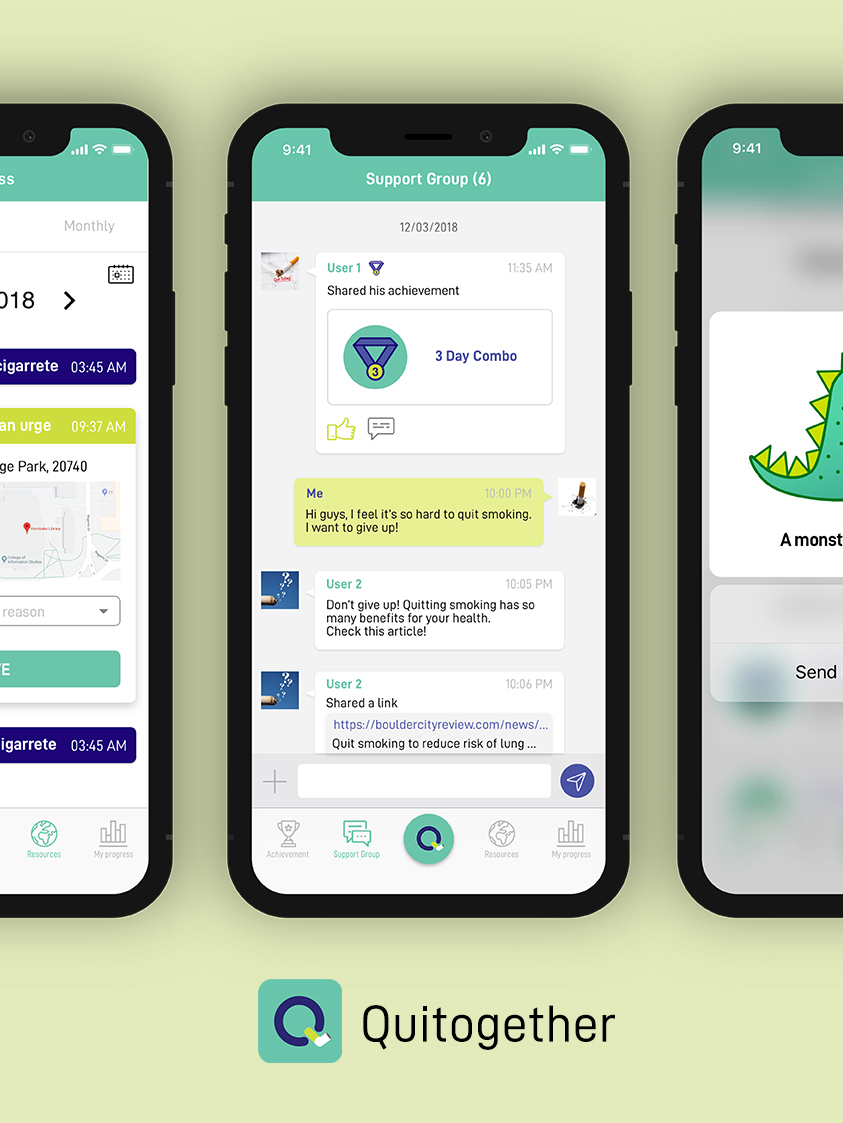 ss
Monthly
018
cigarrete 03:45 AM
an urge 09:37 AM
ge Park, 20740
Hornbake Library
College of
Information Studies
reason
VE
igarrete 03:45 AM
Resources
My progress
9:41
Support Group (6)
12/03/2018
User 1
11:35 AM
Shared his achievement
3
3 Day Combo
Me
10:00 PM
Hi guys, I feel it's so hard to quit smoking.
I want to give up!
User 2
10:05 PM
Don't give up! Quitting smoking has so
many benefits for your health.
Check this article!
User 2
10:06 PM
Shared a link
https://bouldercityreview.com/news/...
Quit smoking to reduce risk of lung ...
Achievement
Support Group
Resources
My progress
9:41
A monst
Send
Quitogether